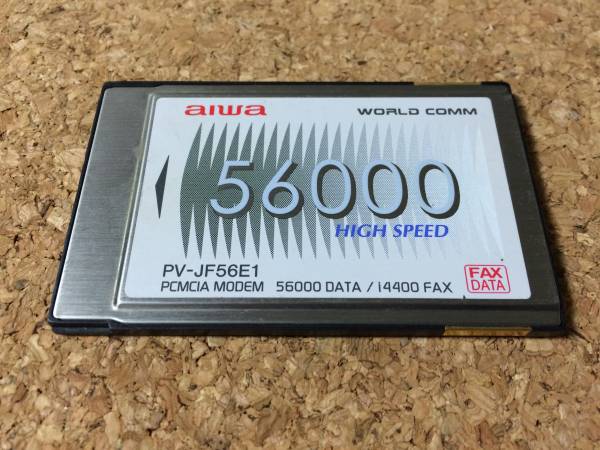 aiwa
WORLD COMM
56000
HIGH SPEED
PV-JF56E1
PCMCIA MODEM 56000 DATA / 14400 FAX
FAX
DATA